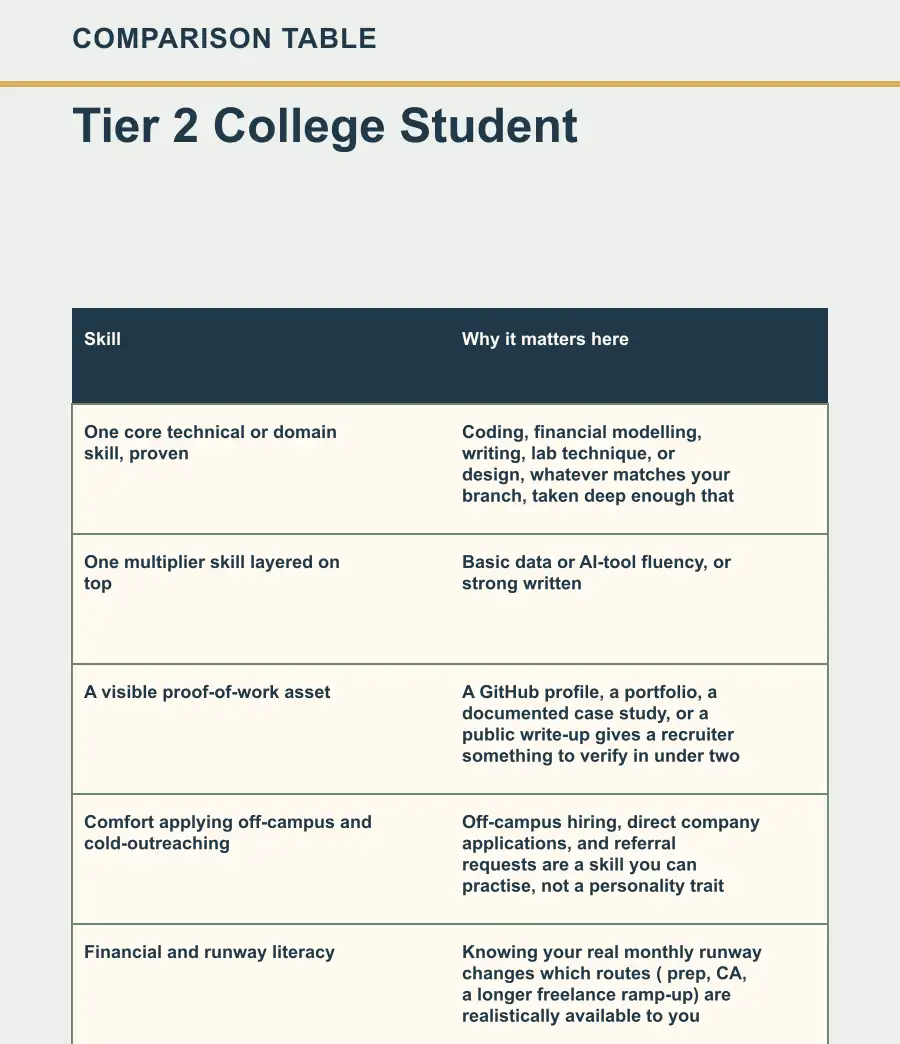 COMPARISON TABLE
Tier 2 College Student
Skill
Why it matters here
One core technical or domain
skill, proven
Coding, financial modelling,
writing, lab technique, or
design, whatever matches your
branch, taken deep enough that
One multiplier skill layered on
top
Basic data or AI-tool fluency, or
strong written
A visible proof-of-work asset
A GitHub profile, a portfolio, a
documented case study, or a
public write-up gives a recruiter
something to verify in under two
Comfort applying off-campus and
cold-outreaching
Off-campus hiring, direct company
applications, and referral
requests are a skill you can
practise, not a personality trait
Financial and runway literacy
Knowing your real monthly runway
changes which routes ( prep, CA,
a longer freelance ramp-up) are
realistically available to you